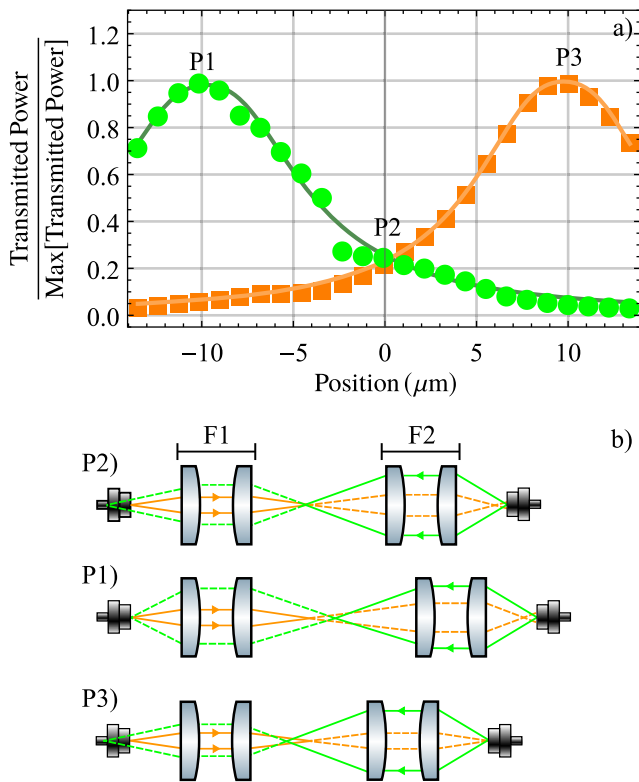 a)
1.2
1.0
0.8
0.6
0.4
0.2
0.0
Transmitted Power
Max[Transmitted Power]
P1
P3
P2
−10 −5 0 5 10
Position (μm)
b)
F1 F2
P2)
P1)
P3)